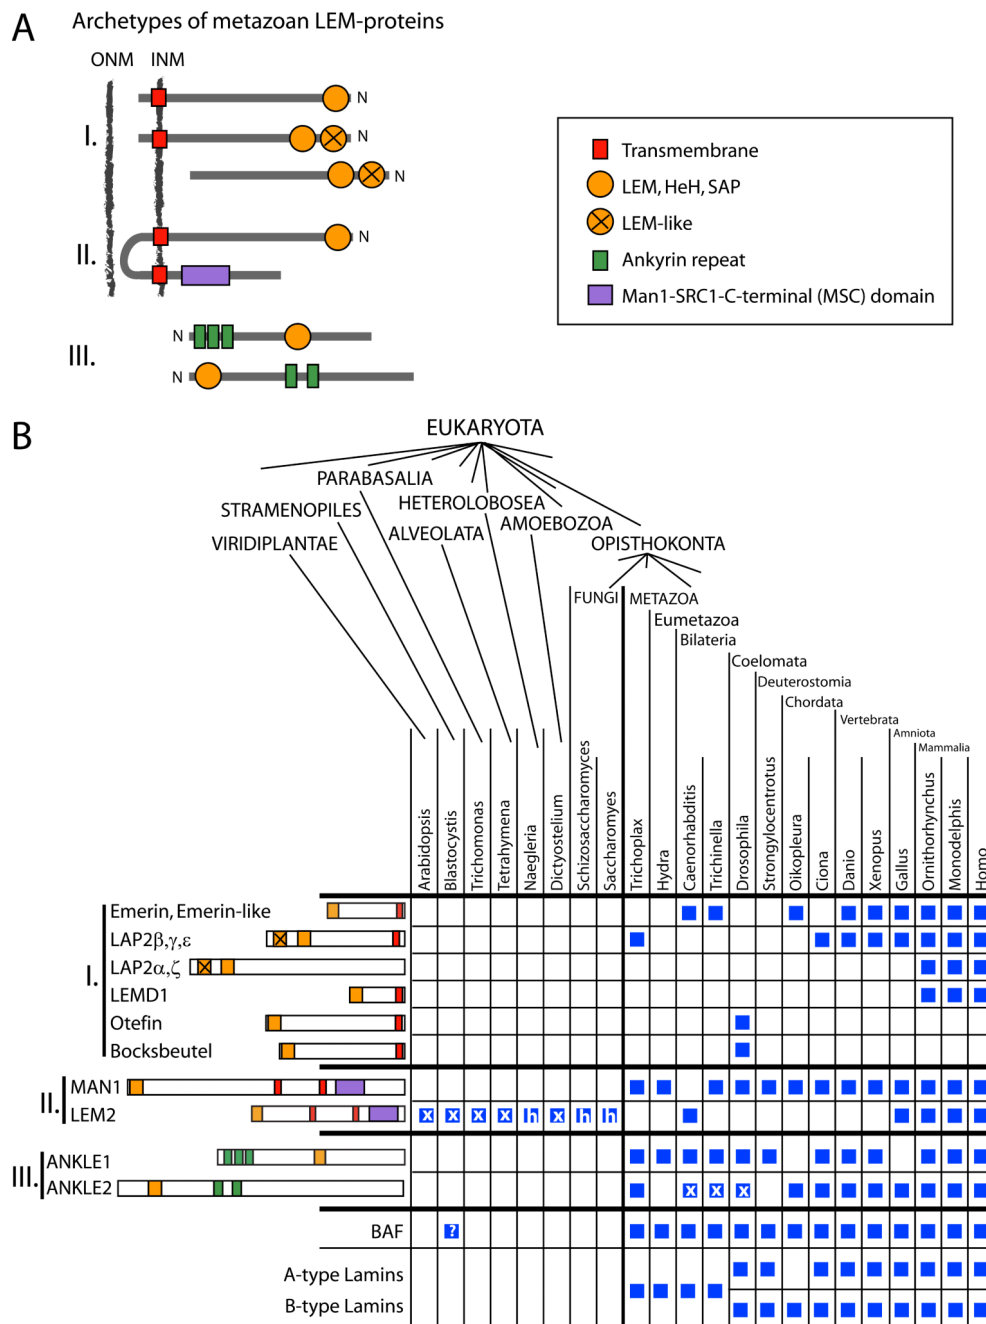 A
Archetypes of metazoan LEM-proteins
ONM INM
N
I.
N
N
II.
N
III.
N
N
Transmembrane
LEM, HeH, SAP
LEM-like
Ankyrin repeat
Man1-SRC1-C-terminal (MSC) domain
B
EUKARYOTA
PARABASALIA
HETEROLOBOSEA
STRAMENOPILES
AMOEBOZOA
ALVEOLATA
VIRIDIPLANTAE
OPISTHOKONTA
FUNGI METAZOA
Eumetazoa
Bilateria
Coelomata
Deuterostomia
Chordata
Vertebrata
Amniota
Mammalia
Arabidopsis
Blastocystis
Trichomonas
Tetrahymena
Naegleria
Dictyostelium
Schizosaccharomyces
Saccharomyes
Trichoplax
Hydra
Caenorhabditis
Trichinella
Drosophila
Strongylocentrotus
Oikopleura
Ciona
Danio
Xenopus
Gallus
Ornithorhynchus
Monodelphis
Homo
I.
Emerin, Emerin-like
LAP2β,γ,ε
LAP2α,ζ
LEMD1
Otefin
Bocksbeutel
II.
MAN1
LEM2 x x x x h x h h
III.
ANKLE1
ANKLE2 x x x
BAF ?
A-type Lamins
B-type Lamins